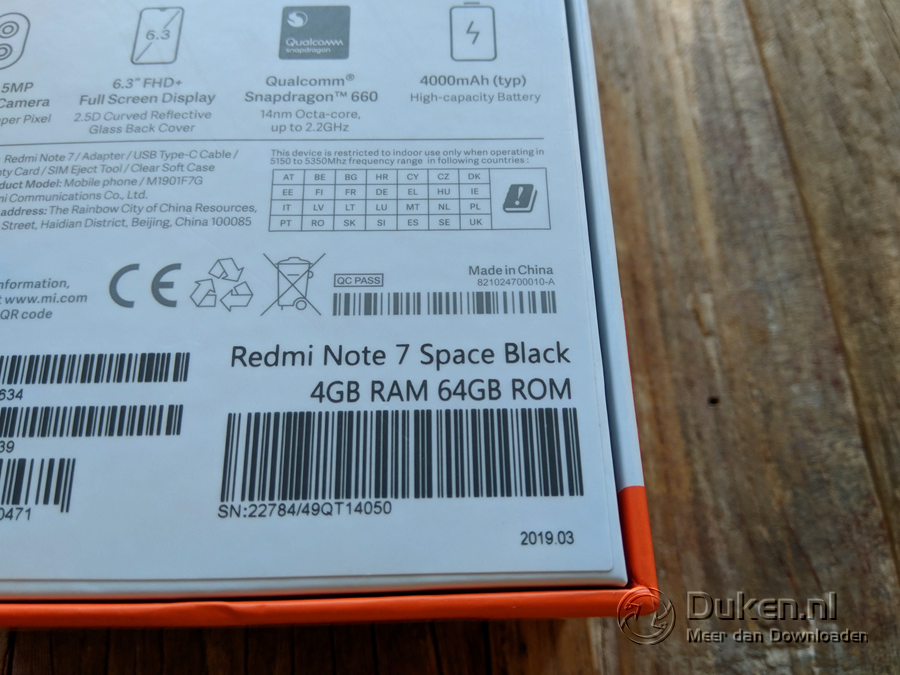 5MP
Camera
per Pixel
6.3
6.3" FHD+
Full Screen Display
2.5D Curved Reflective
Glass Back Cover
Qualcomm
snapdragon
Qualcomm®
Snapdragon™ 660
14nm Octa-core,
up to 2.2GHz
4000mAh (typ)
High-capacity Battery
Redmi Note 7 / Adapter / USB Type-C Cable /
ty Card / SIM Eject Tool / Clear Soft Case
duct Model: Mobile phone / M1901F7G
mi Communications Co., Ltd.
address: The Rainbow City of China Resources,
Street, Haidian District, Beijing, China 100085
This device is restricted to indoor use only when operating in
5150 to 5350Mhz frequency range in following countries :
AT BE BG HR CY CZ DK
EE FI FR DE EL HU IE
IT LV LT LU MT NL PL
PT RO SK SI ES SE UK
nformation,
t www.mi.com
QR code
CE
QC PASS
Made in China
821024700010-A
634
39
0471
Redmi Note 7 Space Black
4GB RAM 64GB ROM
SN:22784/49QT14050
2019.03
Duken.nl
Meer dan Downloaden